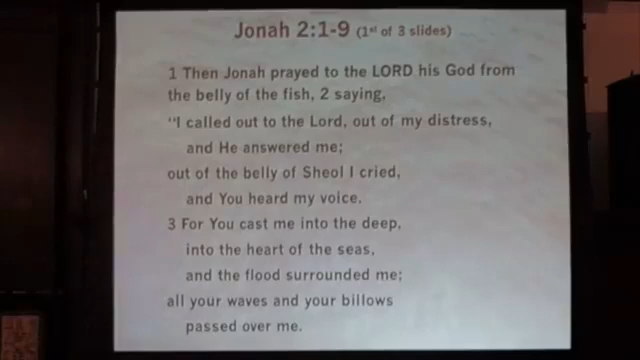 Jonah 2:1-9 (1st of 3 slides)
1 Then Jonah prayed to the LORD his God from
the belly of the fish, 2 saying,
"I called out to the Lord, out of my distress,
and He answered me;
out of the belly of Sheol I cried,
and You heard my voice.
3 For You cast me into the deep,
into the heart of the seas,
and the flood surrounded me;
all your waves and your billows
passed over me.